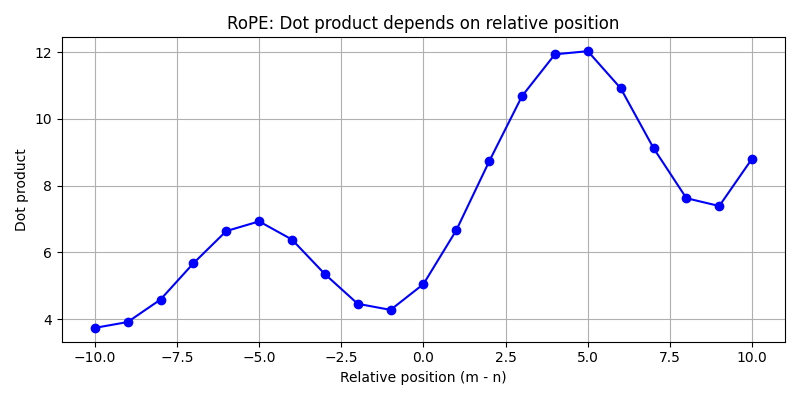 RoPE: Dot product depends on relative position
12
10
8
6
4
Dot product
−10.0 −7.5 −5.0 −2.5 0.0 2.5 5.0 7.5 10.0
Relative position (m - n)